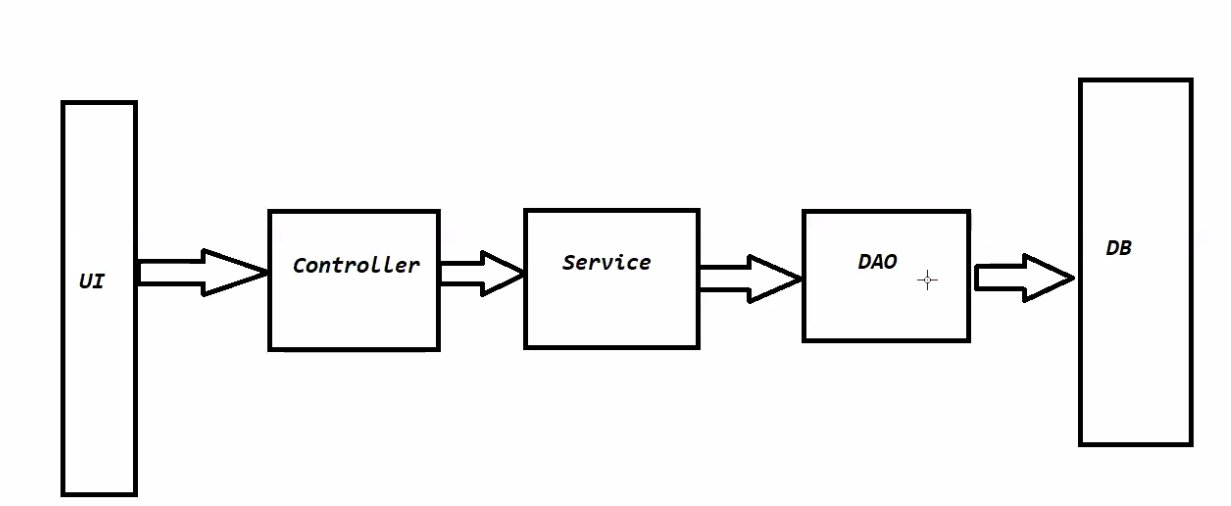 UI
Controller
Service
DAO
DB